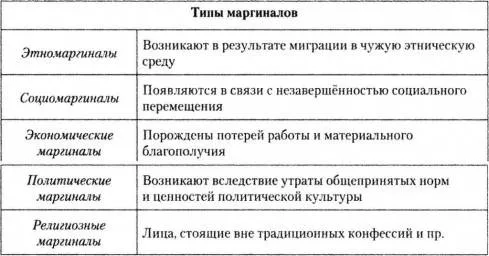 Типы маргиналов
Этномаргиналы
Возникают в результате миграции в чужую этническую
среду
Социомаргиналы
Появляются в связи с незавершённостью социального
перемещения
Экономические
маргиналы
Порождены потерей работы и материального
благополучия
Политические
маргиналы
Возникают вследствие утраты общепринятых норм
и ценностей политической культуры
Религиозные
маргиналы
Лица, стоящие вне традиционных конфессий и пр.